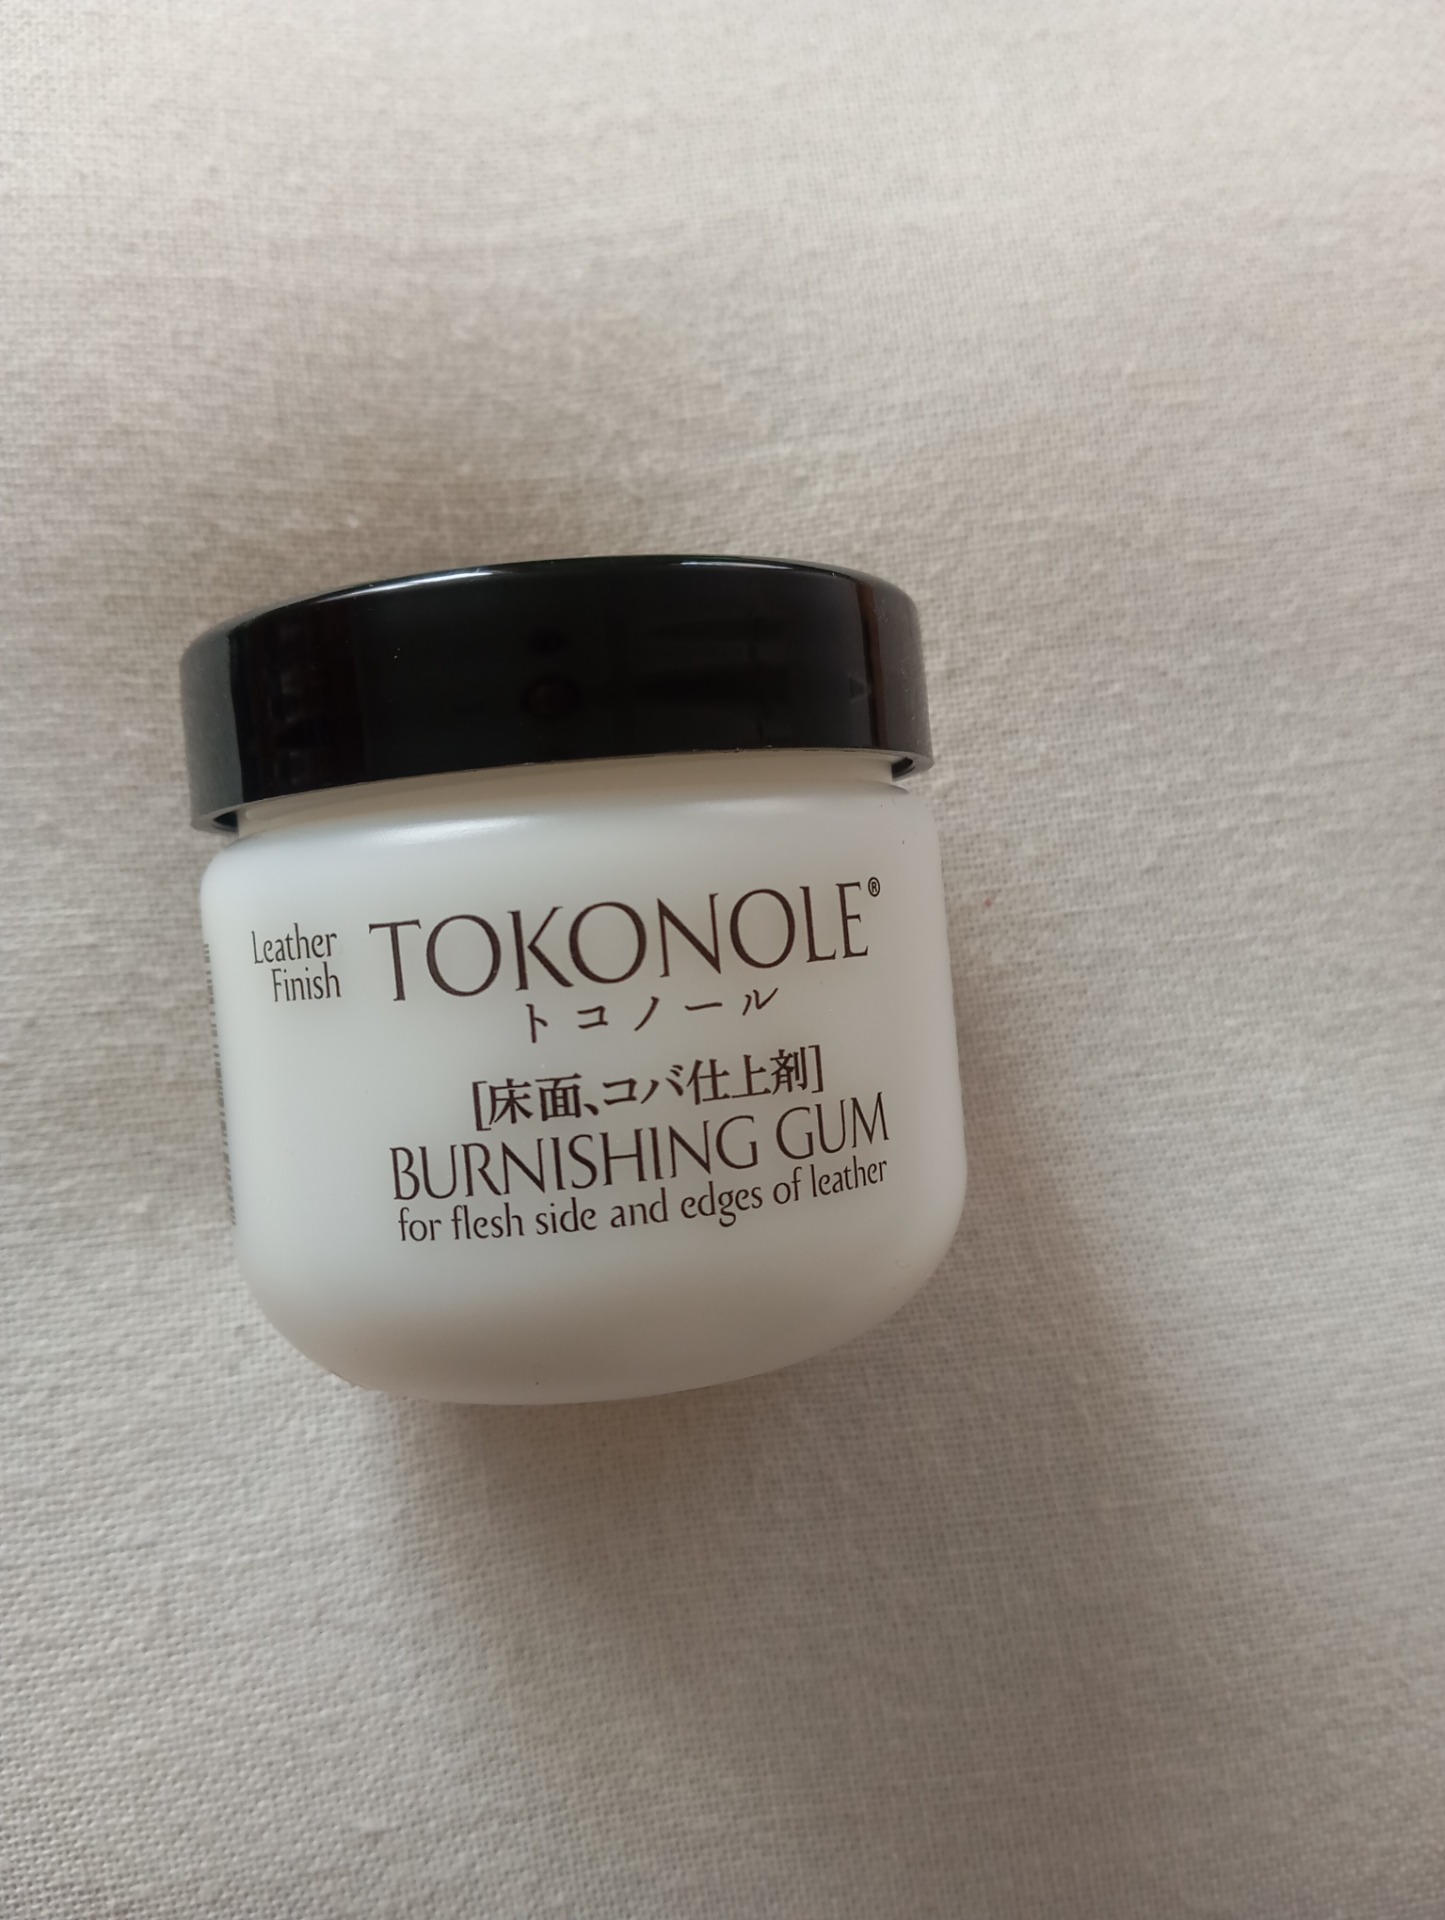 Leather
Finish
TOKONOLE®
トコノール
[床面、コバ仕上剤]
BURNISHING GUM
for flesh side and edges of leather